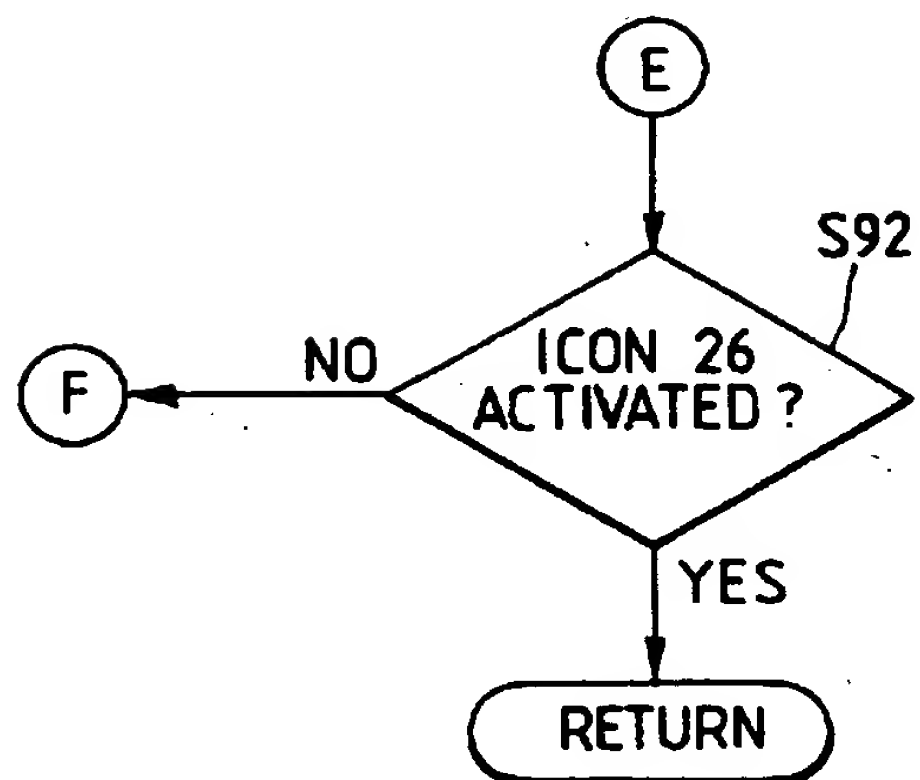 E
S92
ICON 26
ACTIVATED?
NO
F
YES
RETURN